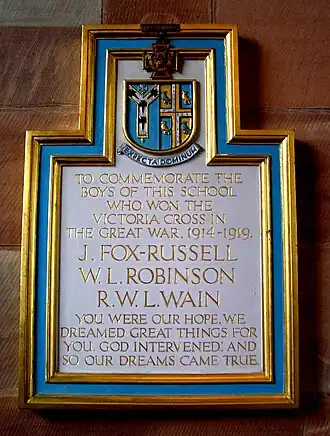 EXPECTA DOMINUM
TO COMMEMORATE THE
BOYS OF THIS SCHOOL
WHO WON THE
VICTORIA CROSS IN
THE GREAT WAR, 1914-1919.
J. FOX-RUSSELL
W. L. ROBINSON
R. W. L. WAIN
YOU WERE OUR HOPE, WE
DREAMED GREAT THINGS FOR
YOU. GOD INTERVENED: AND
SO OUR DREAMS CAME TRUE.